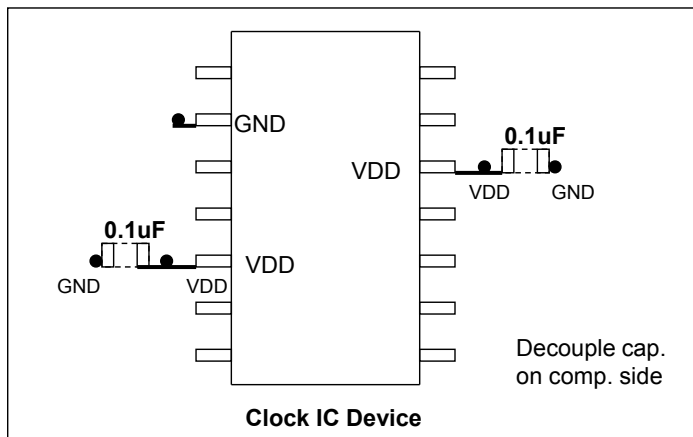 GND
0.1uF
VDD
VDD
GND
0.1uF
VDD
GND
VDD
Decouple cap.
on comp. side
Clock IC Device